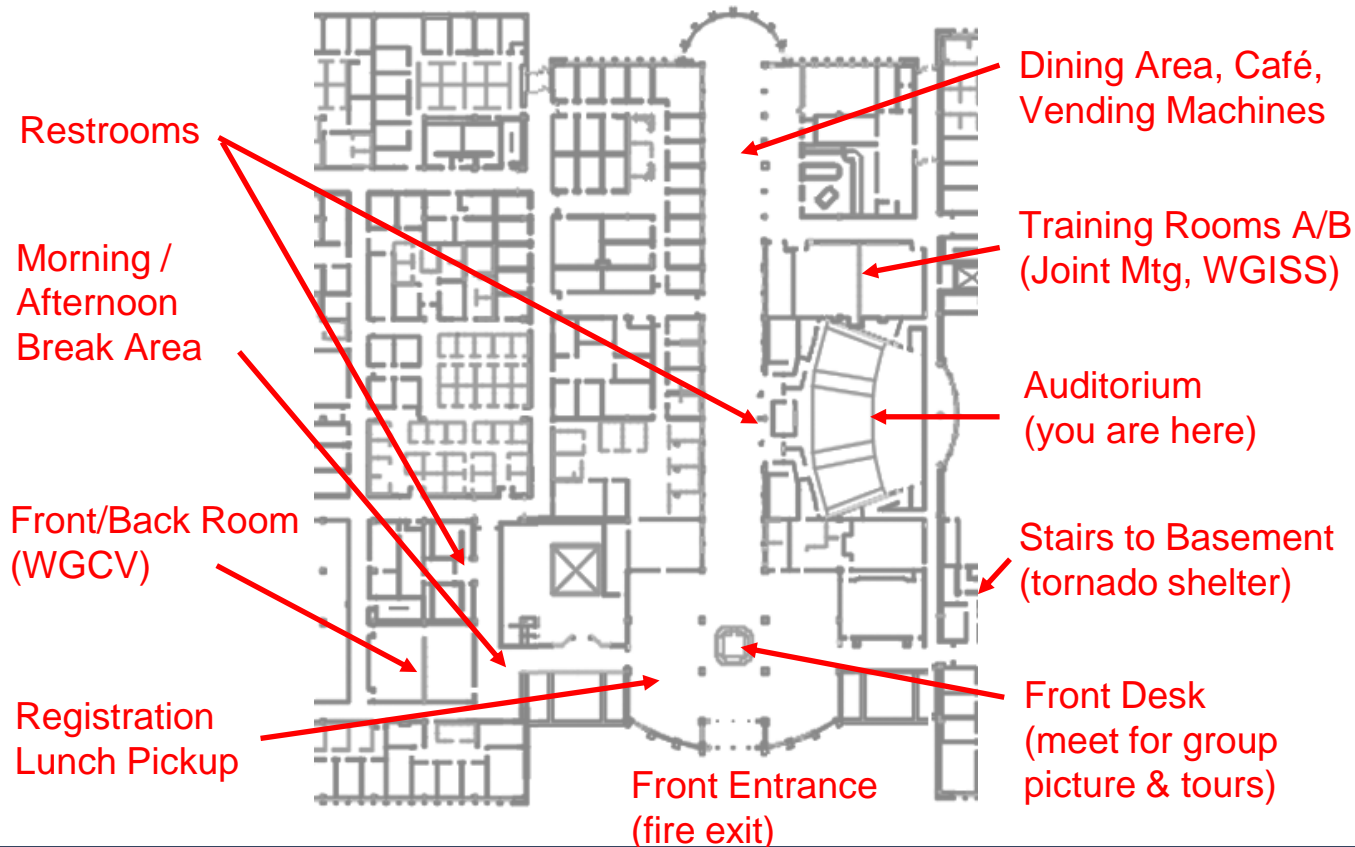 Restrooms
Morning /
Afternoon
Break Area
Front/Back Room
(WGCV)
Registration
Lunch Pickup
Front Entrance
(fire exit)
Dining Area, Café,
Vending Machines
Training Rooms A/B
(Joint Mtg, WGISS)
Auditorium
(you are here)
Stairs to Basement
(tornado shelter)
Front Desk
(meet for group
picture & tours)